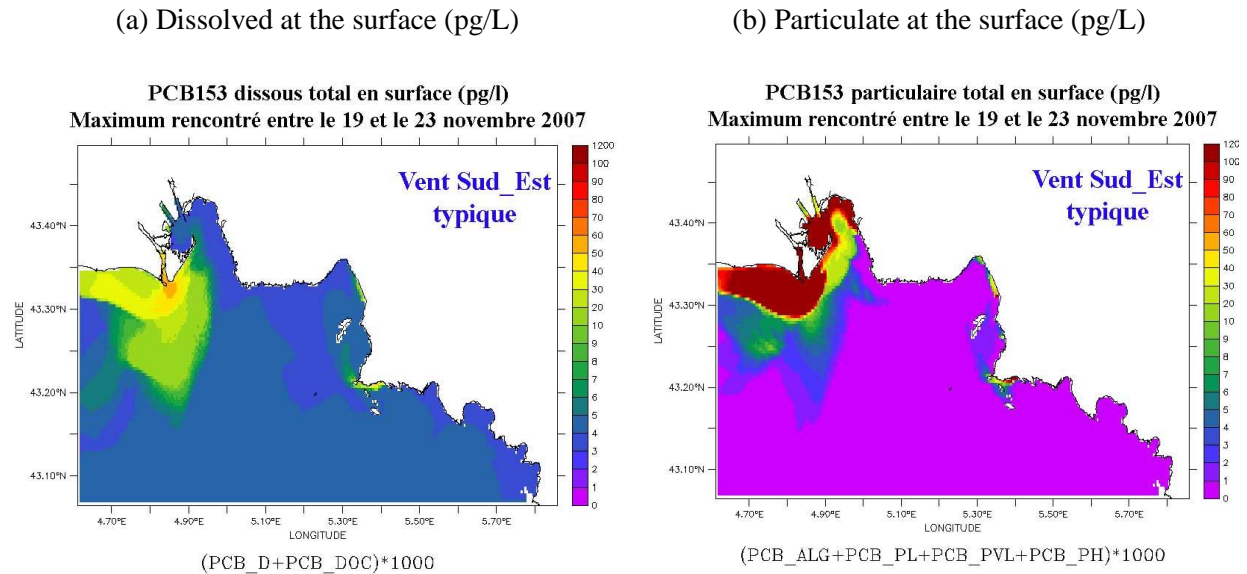 (a) Dissolved at the surface (pg/L)
(b) Particulate at the surface (pg/L)
PCB153 dissous total en surface (pg/l)
Maximum rencontré entre le 19 et le 23 novembre 2007
Vent Sud_Est
typique
43.40°N
43.30°N
43.20°N
43.10°N
LATITUDE
4.70°E 4.90°E 5.10°E 5.30°E 5.50°E 5.70°E
LONGITUDE
1200
100
90
80
70
60
50
40
30
20
10
9
8
7
6
5
4
3
2
1
0
(PCB_D+PCB_DOC)*1000
PCB153 particulaire total en surface (pg/l)
Maximum rencontré entre le 19 et le 23 novembre 2007
Vent Sud_Est
typique
43.40°N
43.30°N
43.20°N
43.10°N
LATITUDE
4.70°E 4.90°E 5.10°E 5.30°E 5.50°E 5.70°E
LONGITUDE
120
100
90
80
70
60
50
40
30
20
10
9
8
7
6
5
4
3
2
1
0
(PCB_ALG+PCB_PL+PCB_PVL+PCB_PH)*1000